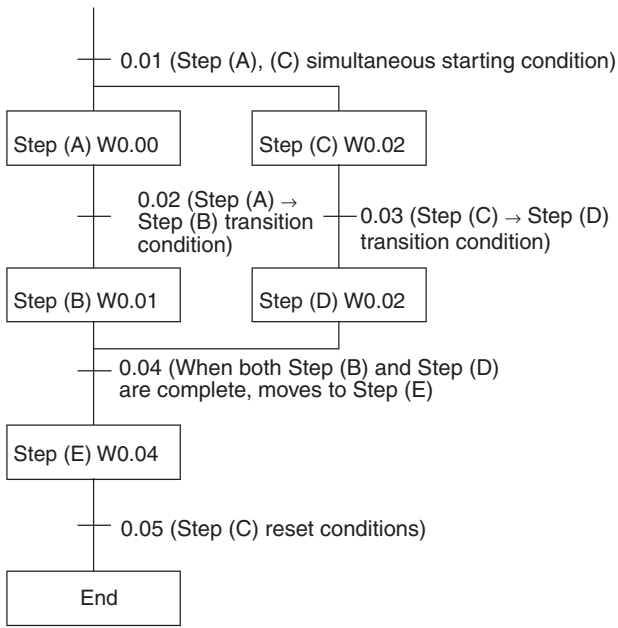 0.01 (Step (A), (C) simultaneous starting condition)
Step (A) W0.00
Step (C) W0.02
0.02 (Step (A) →
Step (B) transition
condition)
0.03 (Step (C) → Step (D)
transition condition)
Step (B) W0.01
Step (D) W0.02
0.04 (When both Step (B) and Step (D)
are complete, moves to Step (E)
Step (E) W0.04
0.05 (Step (C) reset conditions)
End